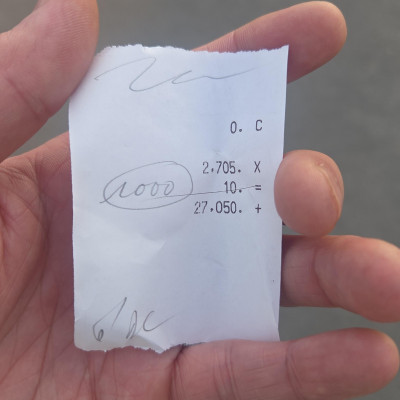 0. C
2,705. X
1000 10. =
27,050. +